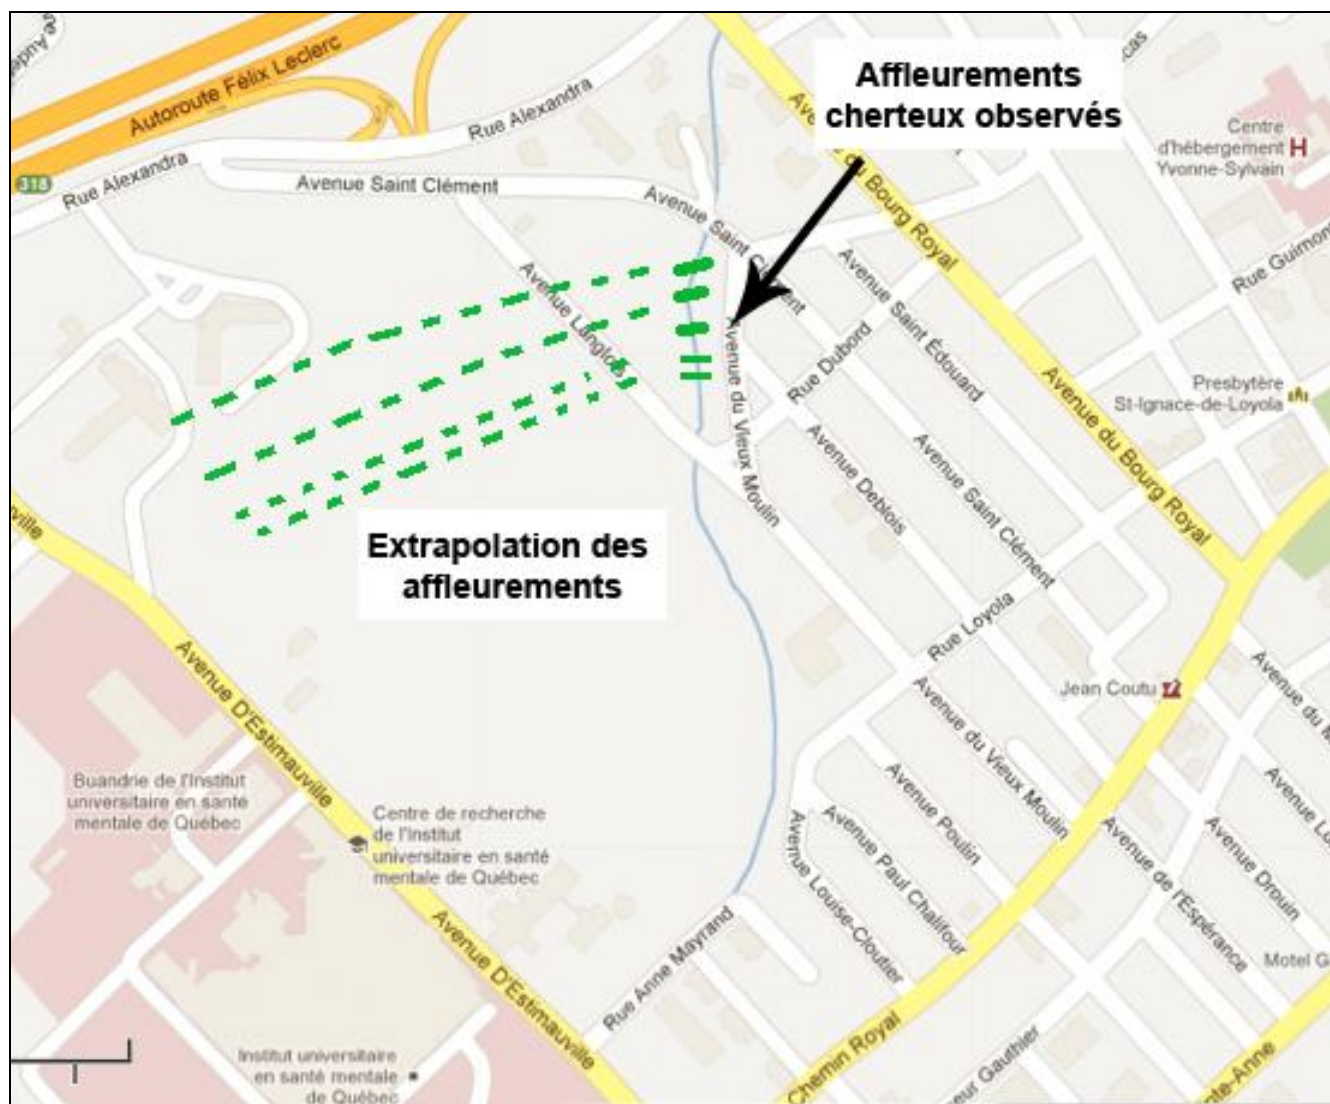 Autoroute Félix Leclerc
318
Rue Alexandra
Rue Alexandra
Avenue Saint Clément
Affleurements
cherteux observés
Centre
d'hébergement
Yvonne-Sylvain
H
Avenue Saint Clément
Avenue du Bourg Royal
Rue Guimont
Avenue Langlois
Avenue Saint Édouard
Avenue du Vieux Moulin
Rue Dubord
Presbytère
St-Ignace-de-Loyola
Avenue du Bourg Royal
Avenue Deblois
Avenue Saint Clément
Extrapolation des
affleurements
Rue Loyola
Jean Coutu
Avenue D'Estimauville
Avenue du Vieux Moulin
Buandrie de l'Institut
universitaire en santé
mentale de Québec
Centre de recherche
de l'Institut
universitaire en santé
mentale de Québec
Avenue Poulin
Avenue Paul Chalifour
Avenue Louise-Cloutier
Avenue de l'Espérance
Avenue Drouin
Motel G
Avenue D'Estimauville
Rue Anne Mayrand
Chemin Royal
Institut universitaire
en santé mentale
de Québec